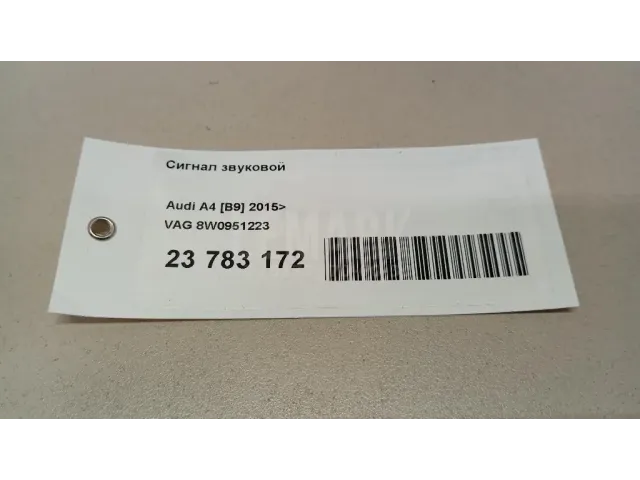 Сигнал звуковой
Audi A4 [B9] 2015>
VAG 8W0951223
23 783 172